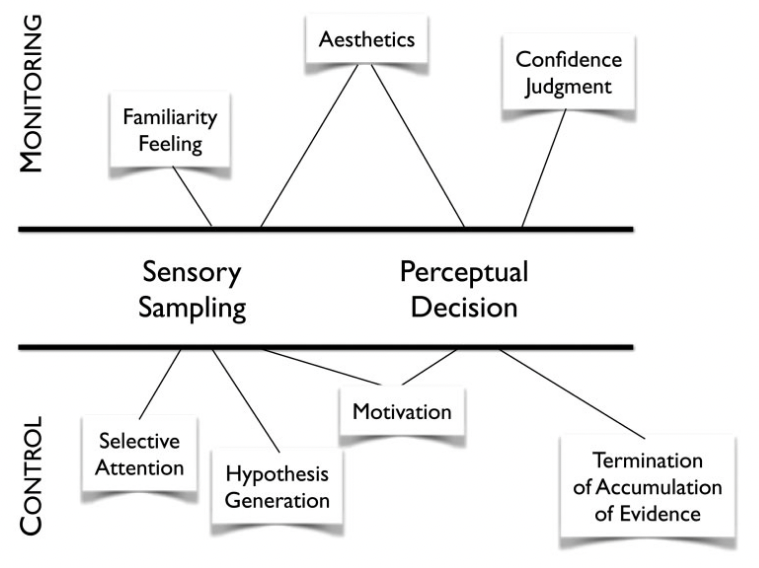 MONITORING
Aesthetics
Confidence
Judgment
Familiarity
Feeling
Sensory
Sampling
Perceptual
Decision
CONTROL
Selective
Attention
Hypothesis
Generation
Motivation
Termination
of Accumulation
of Evidence